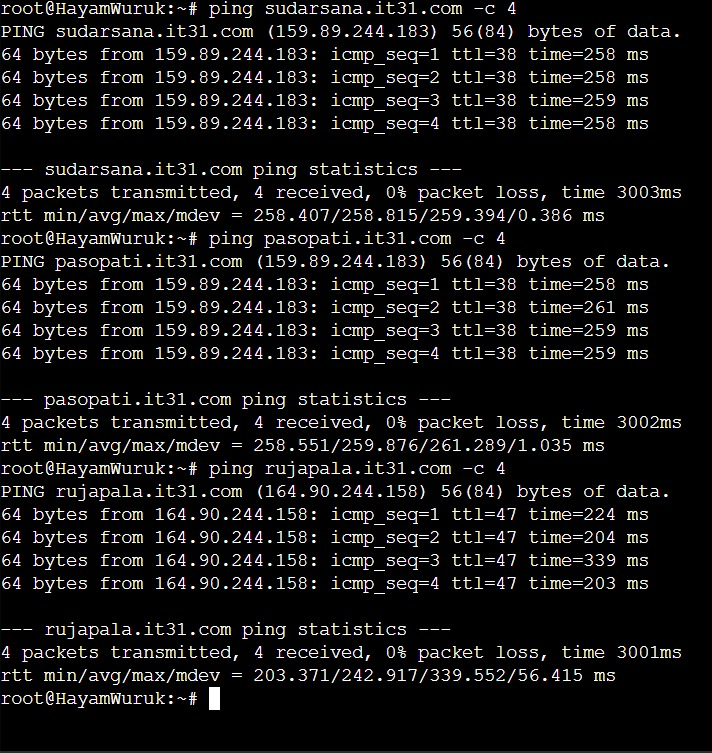 root@HayamWuruk:~# ping sudarsana.it31.com -c 4
PING sudarsana.it31.com (159.89.244.183) 56(84) bytes of data.
64 bytes from 159.89.244.183: icmp_seq=1 ttl=38 time=258 ms
64 bytes from 159.89.244.183: icmp_seq=2 ttl=38 time=258 ms
64 bytes from 159.89.244.183: icmp_seq=3 ttl=38 time=259 ms
64 bytes from 159.89.244.183: icmp_seq=4 ttl=38 time=258 ms

--- sudarsana.it31.com ping statistics ---
4 packets transmitted, 4 received, 0% packet loss, time 3003ms
rtt min/avg/max/mdev = 258.407/258.815/259.394/0.386 ms
root@HayamWuruk:~# ping pasopati.it31.com -c 4
PING pasopati.it31.com (159.89.244.183) 56(84) bytes of data.
64 bytes from 159.89.244.183: icmp_seq=1 ttl=38 time=258 ms
64 bytes from 159.89.244.183: icmp_seq=2 ttl=38 time=261 ms
64 bytes from 159.89.244.183: icmp_seq=3 ttl=38 time=259 ms
64 bytes from 159.89.244.183: icmp_seq=4 ttl=38 time=259 ms

--- pasopati.it31.com ping statistics ---
4 packets transmitted, 4 received, 0% packet loss, time 3002ms
rtt min/avg/max/mdev = 258.551/259.876/261.289/1.035 ms
root@HayamWuruk:~# ping rujapala.it31.com -c 4
PING rujapala.it31.com (164.90.244.158) 56(84) bytes of data.
64 bytes from 164.90.244.158: icmp_seq=1 ttl=47 time=224 ms
64 bytes from 164.90.244.158: icmp_seq=2 ttl=47 time=204 ms
64 bytes from 164.90.244.158: icmp_seq=3 ttl=47 time=339 ms
64 bytes from 164.90.244.158: icmp_seq=4 ttl=47 time=203 ms

--- rujapala.it31.com ping statistics ---
4 packets transmitted, 4 received, 0% packet loss, time 3001ms
rtt min/avg/max/mdev = 203.371/242.917/339.552/56.415 ms
root@HayamWuruk:~#